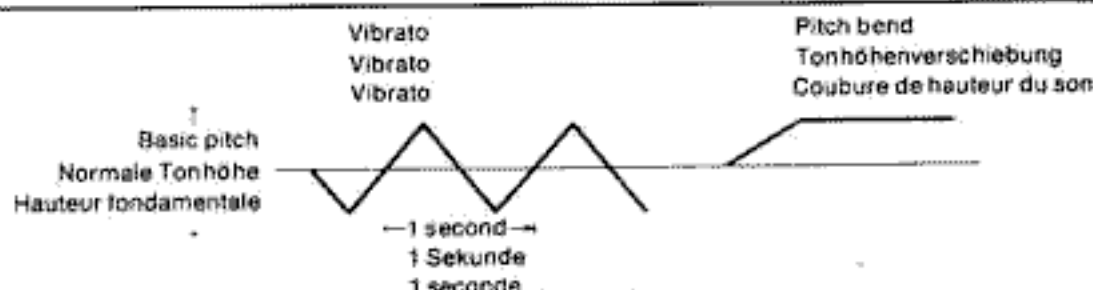 Vibrato
Vibrato
Vibrato
Pitch bend
Tonhöhenverschiebung
Coubure de hauteur du son
Basic pitch
Normale Tonhöhe
Hauteur fondamentale
←1 second→
1 Sekunde
1 seconde